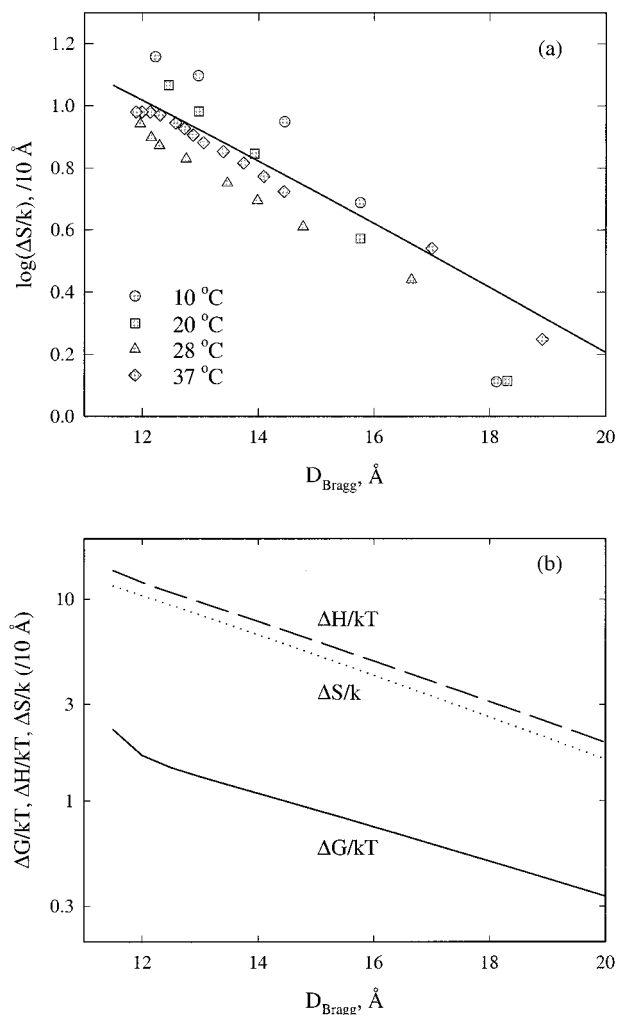 (a)
1.2
1.0
0.8
0.6
0.4
0.2
0.0
log(ΔS/k), /10 Å
10 °C
20 °C
28 °C
37 °C
12
14
16
18
20
D_Bragg, Å
(b)
10
3
1
0.3
ΔG/kT, ΔH/kT, ΔS/k (/10 Å)
ΔH/kT
ΔS/k
ΔG/kT
12
14
16
18
20
D_Bragg, Å